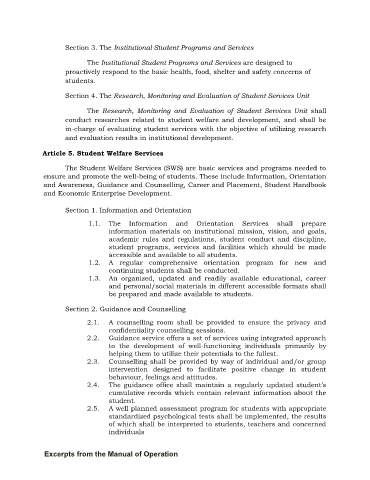 Section 3. The Institutional Student Programs and Services
The Institutional Student Programs and Services are designed to
proactively respond to the basic health, food, shelter and safety concerns of
students.
Section 4. The Research, Monitoring and Evaluation of Student Services Unit
The Research, Monitoring and Evaluation of Student Services Unit shall
conduct researches related to student welfare and development, and shall be
in-charge of evaluating student services with the objective of utilizing research
and evaluation results in institutional development.
Article 5. Student Welfare Services
The Student Welfare Services (SWS) are basic services and programs needed to
ensure and promote the well-being of students. These include Information, Orientation
and Awareness, Guidance and Counselling, Career and Placement, Student Handbook
and Economic Enterprise Development.
Section 1. Information and Orientation
1.1. The Information and Orientation Services shall prepare
information materials on institutional mission, vision, and goals,
academic rules and regulations, student conduct and discipline,
student programs, services and facilities which should be made
accessible and available to all students.
1.2. A regular comprehensive orientation program for new and
continuing students shall be conducted.
1.3. An organized, updated and readily available educational, career
and personal/social materials in different accessible formats shall
be prepared and made available to students.
Section 2. Guidance and Counselling
2.1. A counselling room shall be provided to ensure the privacy and
confidentiality counselling sessions.
2.2. Guidance service offers a set of services using integrated approach
to the development of well-functioning individuals primarily by
helping them to utilize their potentials to the fullest.
2.3. Counselling shall be provided by way of individual and/or group
intervention designed to facilitate positive change in student
behaviour, feelings and attitudes.
2.4. The guidance office shall maintain a regularly updated student's
cumulative records which contain relevant information about the
student.
2.5. A well planned assessment program for students with appropriate
standardized psychological tests shall be implemented, the results
of which shall be interpreted to students, teachers and concerned
individuals
Excerpts from the Manual of Operation